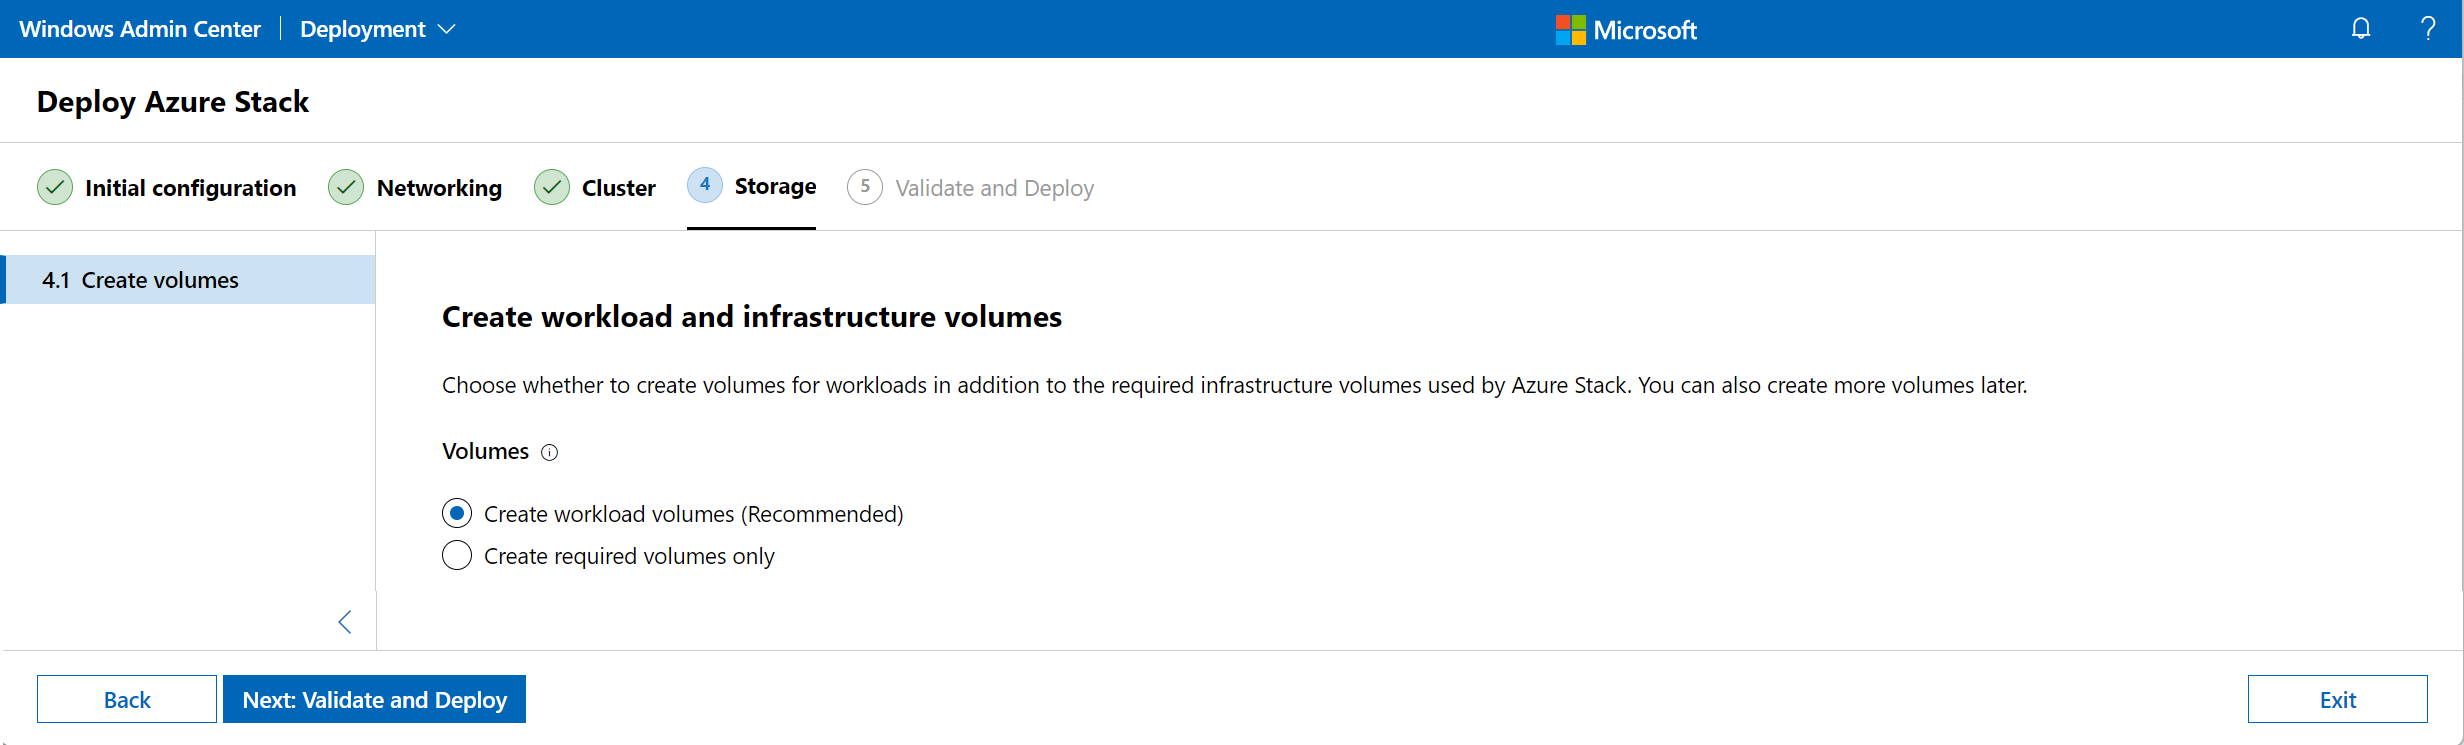 Windows Admin Center
Deployment
Microsoft
?
Deploy Azure Stack
Initial configuration
Networking
Cluster
4 Storage
5 Validate and Deploy
4.1 Create volumes
Create workload and infrastructure volumes
Choose whether to create volumes for workloads in addition to the required infrastructure volumes used by Azure Stack. You can also create more volumes later.
Volumes
Create workload volumes (Recommended)
Create required volumes only
Back
Next: Validate and Deploy
Exit